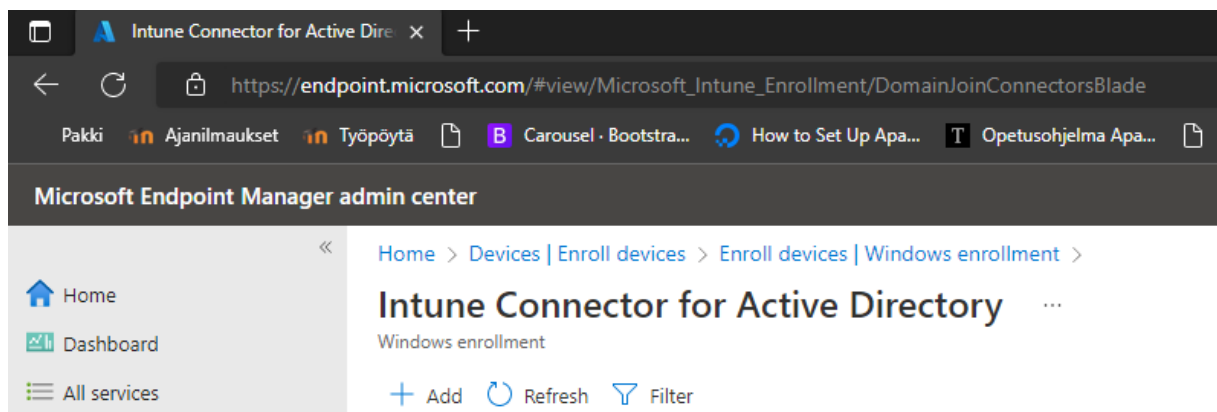 Intune Connector for Active Dire
https://endpoint.microsoft.com/#view/Microsoft_Intune_Enrollment/DomainJoinConnectorsBlade
Pakki in Ajanilmaukset in Työpöytä B Carousel · Bootstra... How to Set Up Apa... T Opetusohjelma Apa...
Microsoft Endpoint Manager admin center
«
Home > Devices | Enroll devices > Enroll devices | Windows enrollment >
Home
Intune Connector for Active Directory ...
Windows enrollment
Dashboard
All services
+ Add Refresh Filter